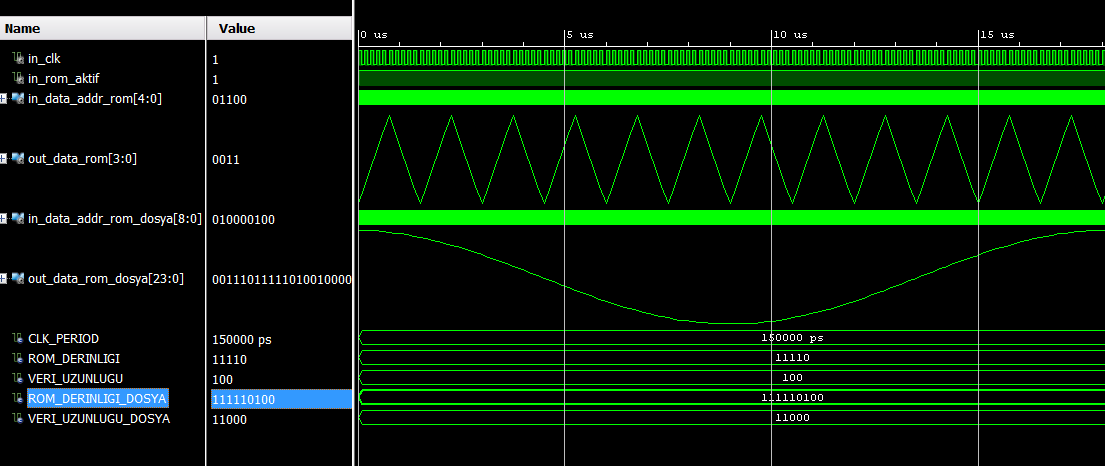 Name Value
0 us 5 us 10 us 15 us
in_clk 1
in_rom_aktif 1
in_data_addr_rom[4:0] 01100
out_data_rom[3:0] 0011
in_data_addr_rom_dosya[8:0] 010000100
out_data_rom_dosya[23:0] 00111011111010010000
CLK_PERIOD 150000 ps 150000 ps
ROM_DERINLIGI 11110 11110
VERI_UZUNLUGU 100 100
ROM_DERINLIGI_DOSYA 111110100 111110100
VERI_UZUNLUGU_DOSYA 11000 11000